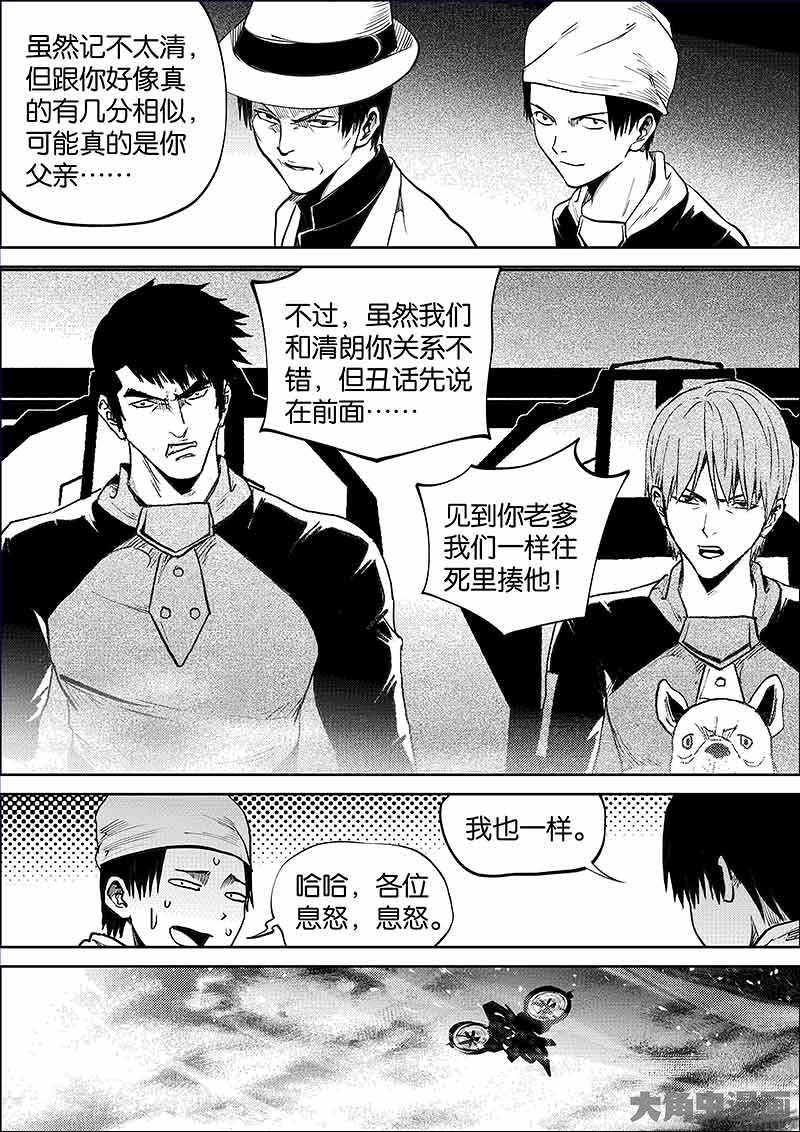 虽然记不太清，
但跟你好像真
的有几分相似，
可能真的是你
父亲……
不过，虽然我们
和清朗你关系不
错，但丑话先说
在前面……
见到你老爹
我们一样往
死里揍他！
我也一样。
哈哈，各位
息怒，息怒。
大角虫漫画